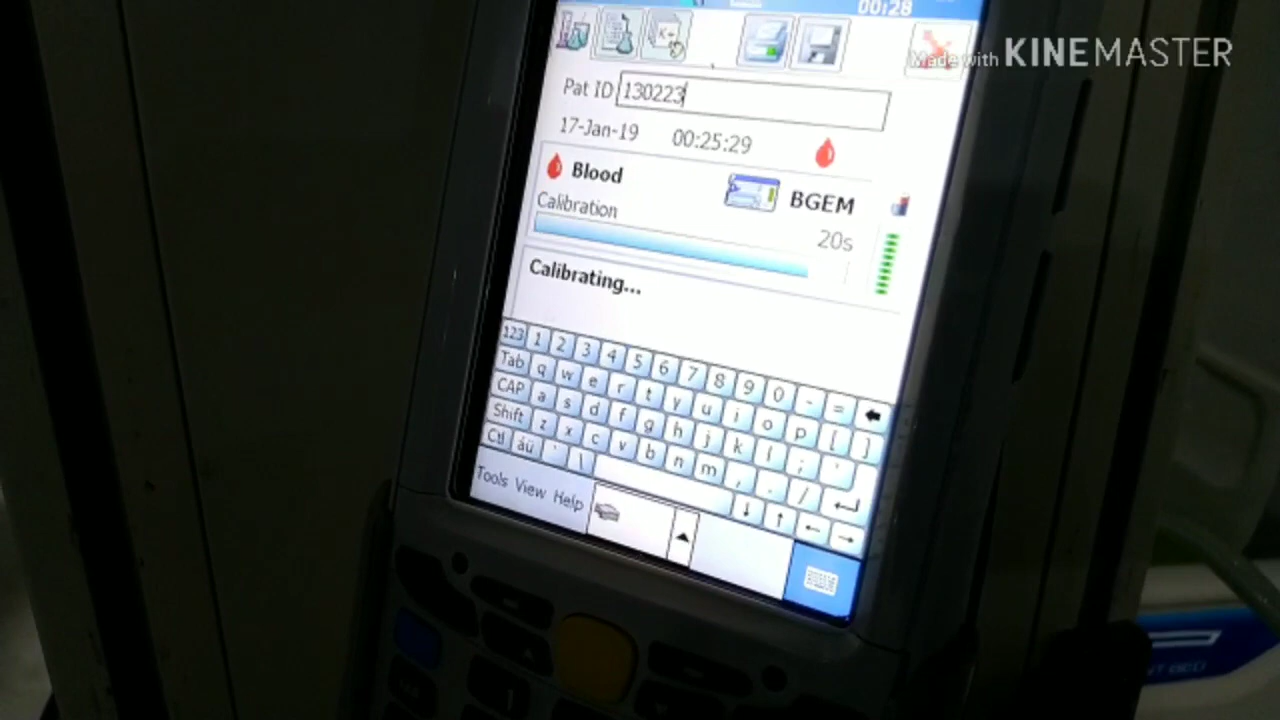 00:28
Made with KINEMASTER
Pat ID 130223
17-Jan-19 00:25:29
Blood BGEM
Calibration 20s
Calibrating...
123 1 2 3 4 5 6 7 8 9 0 - =
Tab q w e r t y u i o p [ ]
CAP a s d f g h j k l ; '
Shift z x c v b n m , . /
Ctl áü ` \
Tools View Help